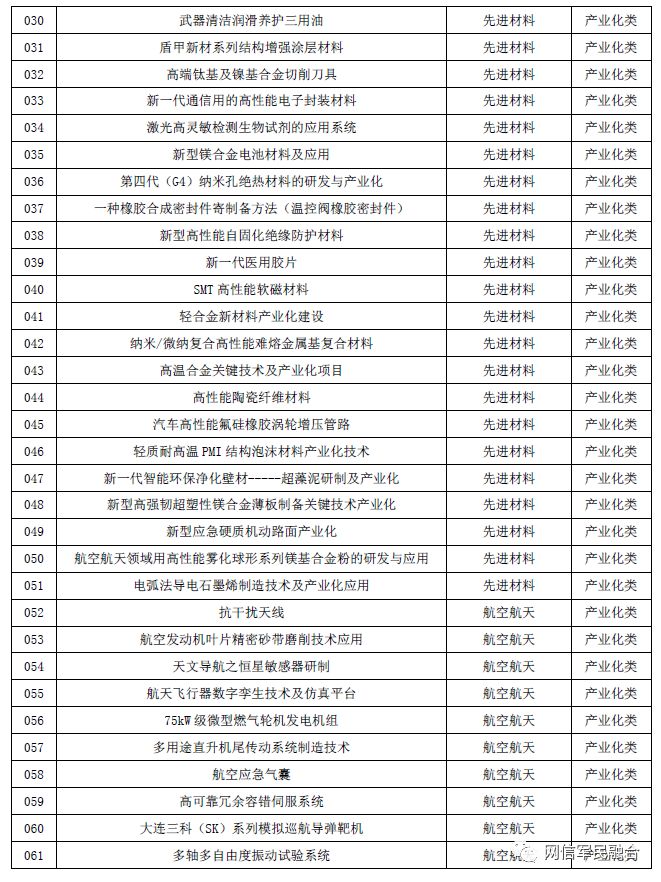 030 武器清洁润滑养护三用油 先进材料 产业化类
031 盾甲新材系列结构增强涂层材料 先进材料 产业化类
032 高端钛基及镍基合金切削刀具 先进材料 产业化类
033 新一代通信用的高性能电子封装材料 先进材料 产业化类
034 激光高灵敏检测生物试剂的应用系统 先进材料 产业化类
035 新型镁合金电池材料及应用 先进材料 产业化类
036 第四代（G4）纳米孔绝热材料的研发与产业化 先进材料 产业化类
037 一种橡胶合成密封件寄制备方法（温控阀橡胶密封件） 先进材料 产业化类
038 新型高性能自固化绝缘防护材料 先进材料 产业化类
039 新一代医用胶片 先进材料 产业化类
040 SMT 高性能软磁材料 先进材料 产业化类
041 轻合金新材料产业化建设 先进材料 产业化类
042 纳米/微纳复合高性能难熔金属基复合材料 先进材料 产业化类
043 高温合金关键技术及产业化项目 先进材料 产业化类
044 高性能陶瓷纤维材料 先进材料 产业化类
045 汽车高性能氟硅橡胶涡轮增压管路 先进材料 产业化类
046 轻质耐高温 PMI 结构泡沫材料产业化技术 先进材料 产业化类
047 新一代智能环保净化壁材-----超藻泥研制及产业化 先进材料 产业化类
048 新型高强韧超塑性镁合金薄板制备关键技术产业化 先进材料 产业化类
049 新型应急硬质机动路面产业化 先进材料 产业化类
050 航空航天领域用高性能雾化球形系列镁基合金粉的研发与应用 先进材料 产业化类
051 电弧法导电石墨烯制造技术及产业化应用 先进材料 产业化类
052 抗干扰天线 航空航天 产业化类
053 航空发动机叶片精密砂带磨削技术应用 航空航天 产业化类
054 天文导航之恒星敏感器研制 航空航天 产业化类
055 航天飞行器数字孪生技术及仿真平台 航空航天 产业化类
056 75kW 级微型燃气轮机发电机组 航空航天 产业化类
057 多用途直升机尾传动系统制造技术 航空航天 产业化类
058 航空应急气囊 航空航天 产业化类
059 高可靠冗余容错伺服系统 航空航天 产业化类
060 大连三科（SK）系列模拟巡航导弹靶机 航空航天 产业化类
061 多轴多自由度振动试验系统 航空航天 产业化类
网信军民融合